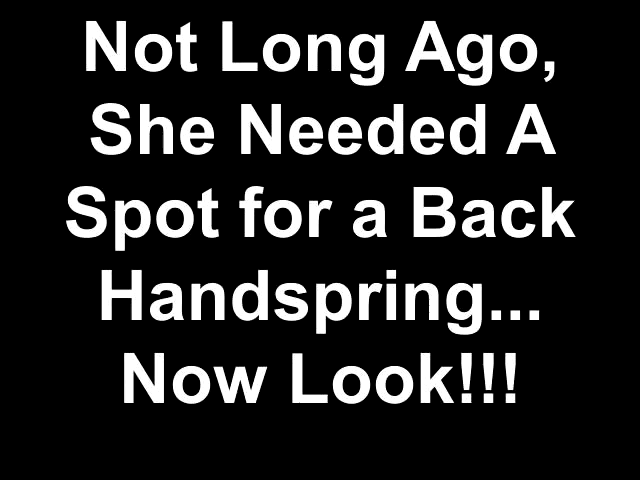 Not Long Ago,
She Needed A
Spot for a Back
Handspring...
Now Look!!!